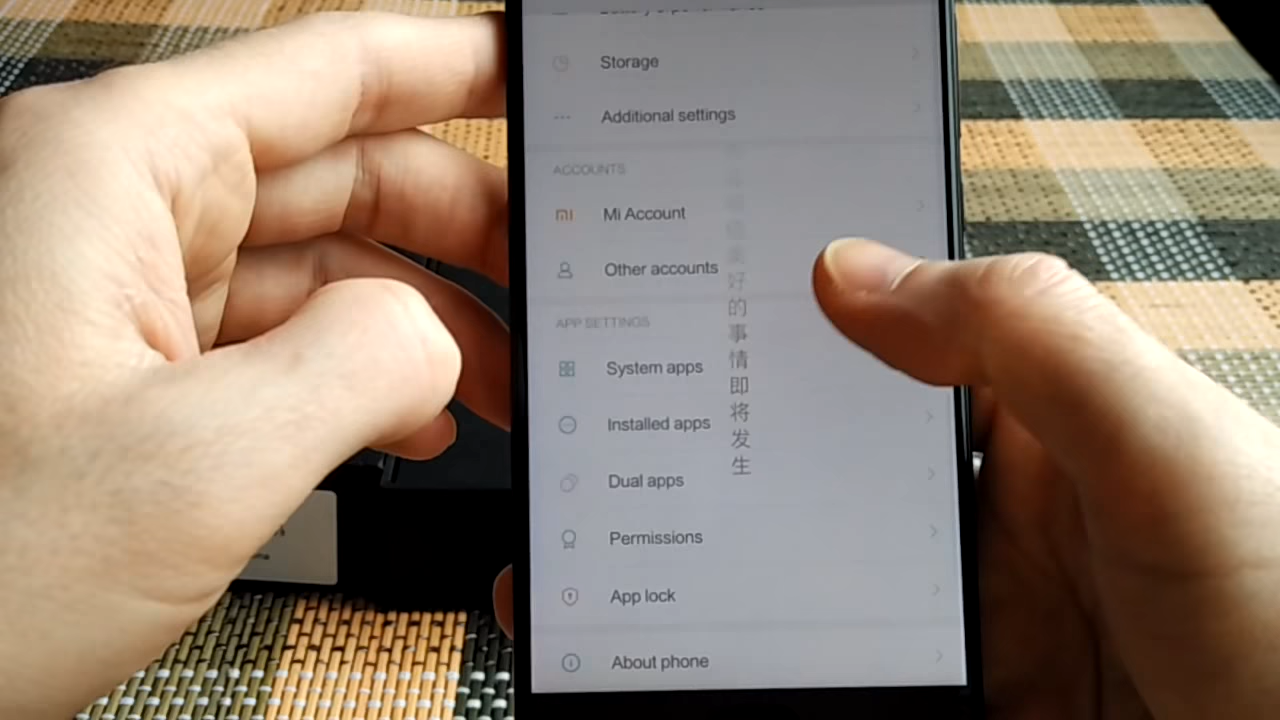 Storage
Additional settings
ACCOUNTS
Mi Account
Other accounts
APP SETTINGS
System apps
Installed apps
Dual apps
Permissions
App lock
About phone
好的事情即将发生